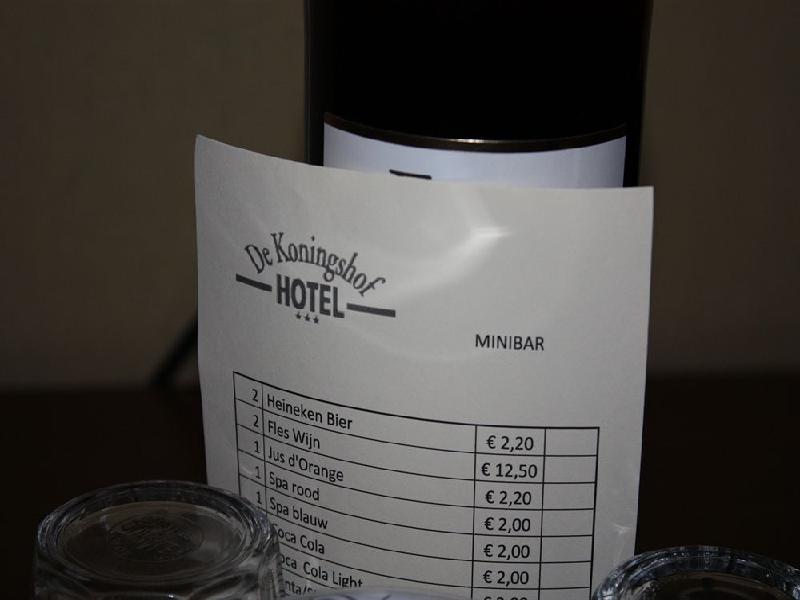 De Koningshof
HOTEL
MINIBAR
2 Heineken Bier € 2,20
2 Fles Wijn € 12,50
1 Jus d'Orange € 2,20
1 Spa rood € 2,00
1 Spa blauw € 2,00
Coca Cola € 2,00
Coca Cola Light